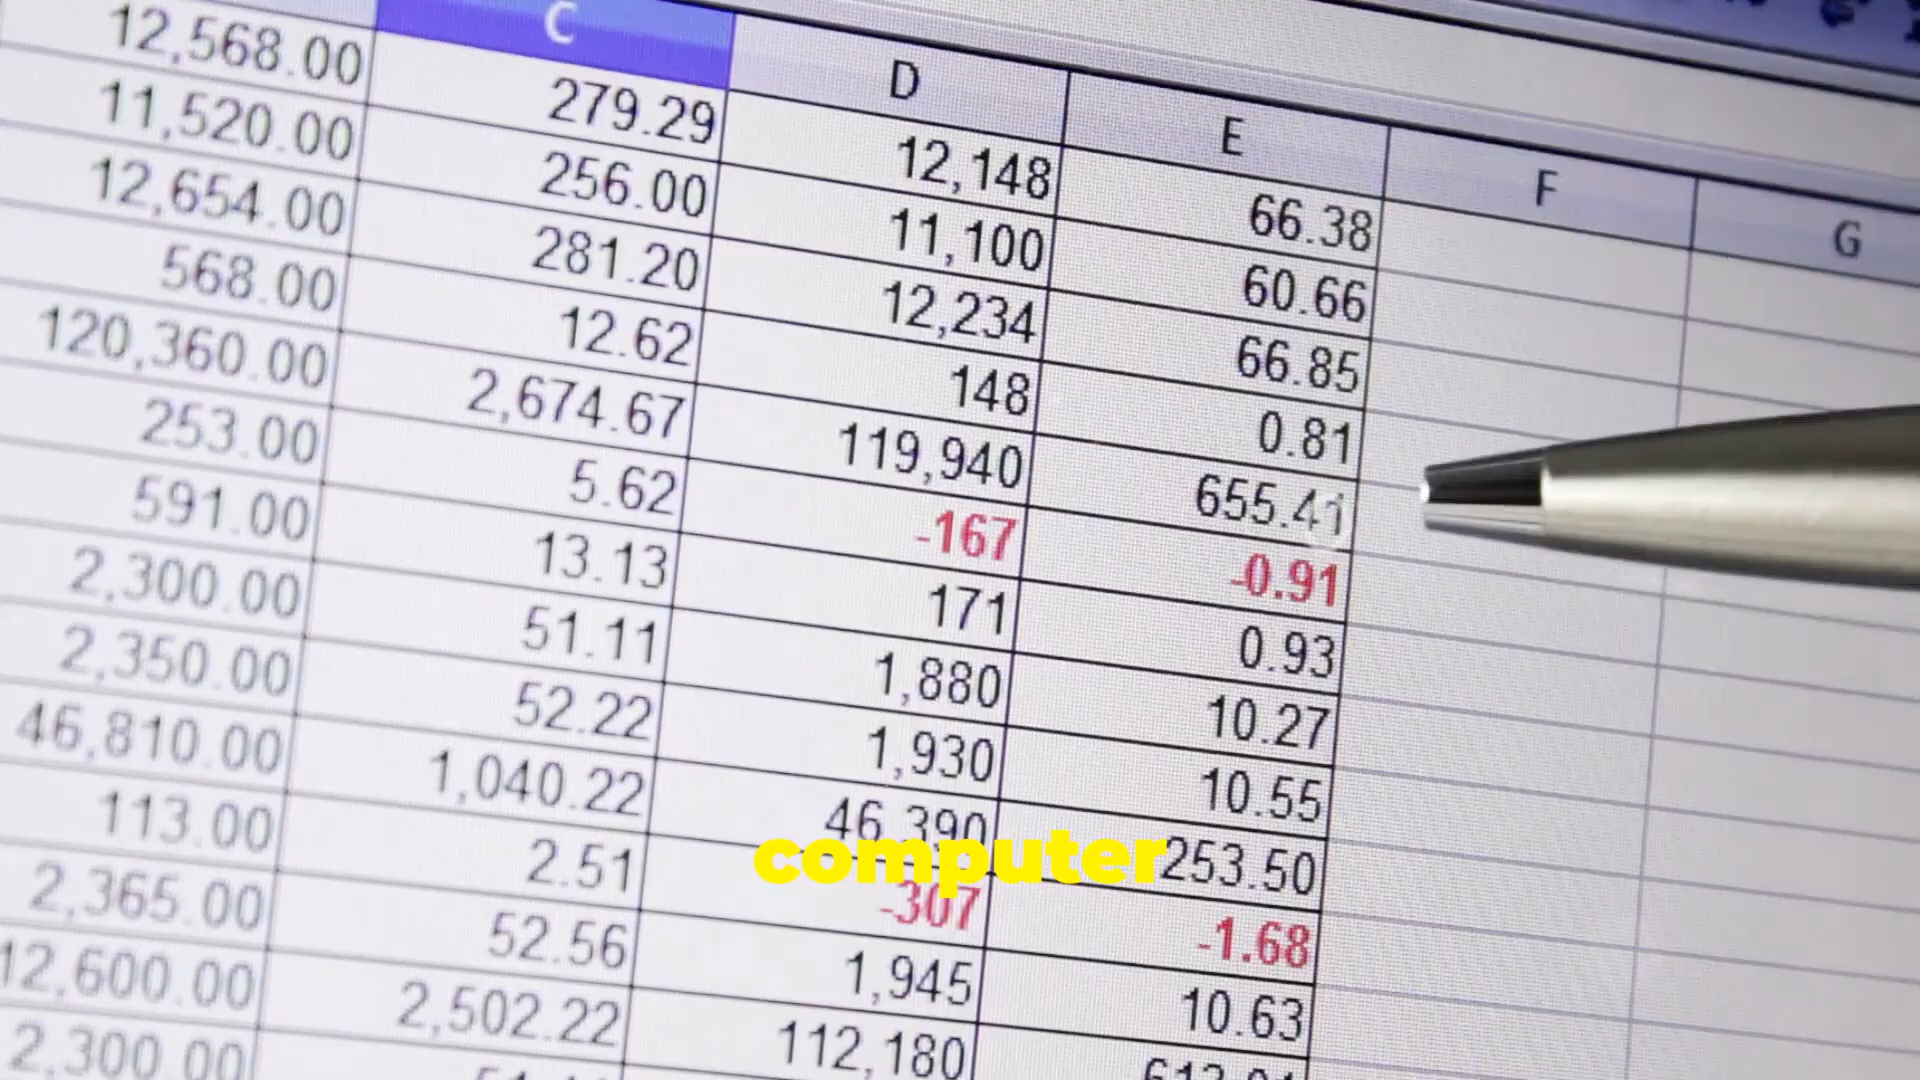 C D E F G
12,568.00 279.29 12,148 66.38
11,520.00 256.00 11,100 60.66
12,654.00 281.20 12,234 66.85
568.00 12.62 148 0.81
120,360.00 2,674.67 119,940 655.41
253.00 5.62 -167 -0.91
591.00 13.13 171 0.93
2,300.00 51.11 1,880 10.27
2,350.00 52.22 1,930 10.55
46,810.00 1,040.22 46,390 253.50
computer
113.00 2.51 -307 -1.68
2,365.00 52.56 1,945 10.63
2,502.22 112,180
2,300.00